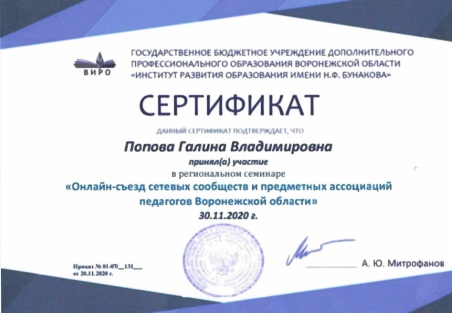 ГОСУДАРСТВЕННОЕ БЮДЖЕТНОЕ УЧРЕЖДЕНИЕ ДОПОЛНИТЕЛЬНОГО
ПРОФЕССИОНАЛЬНОГО ОБРАЗОВАНИЯ ВОРОНЕЖСКОЙ ОБЛАСТИ
«ИНСТИТУТ РАЗВИТИЯ ОБРАЗОВАНИЯ ИМЕНИ Н.Ф. БУНАКОВА»
ВИРО
СЕРТИФИКАТ
ДАННЫЙ СЕРТИФИКАТ ПОДТВЕРЖДАЕТ, ЧТО
Попова Галина Владимировна
принял(а) участие
в региональном семинаре
«Онлайн-съезд сетевых сообществ и предметных ассоциаций
педагогов Воронежской области»
30.11.2020 г.
Приказ № 01-07/__131___
от 20.11.2020 г.
А. Ю. Митрофанов